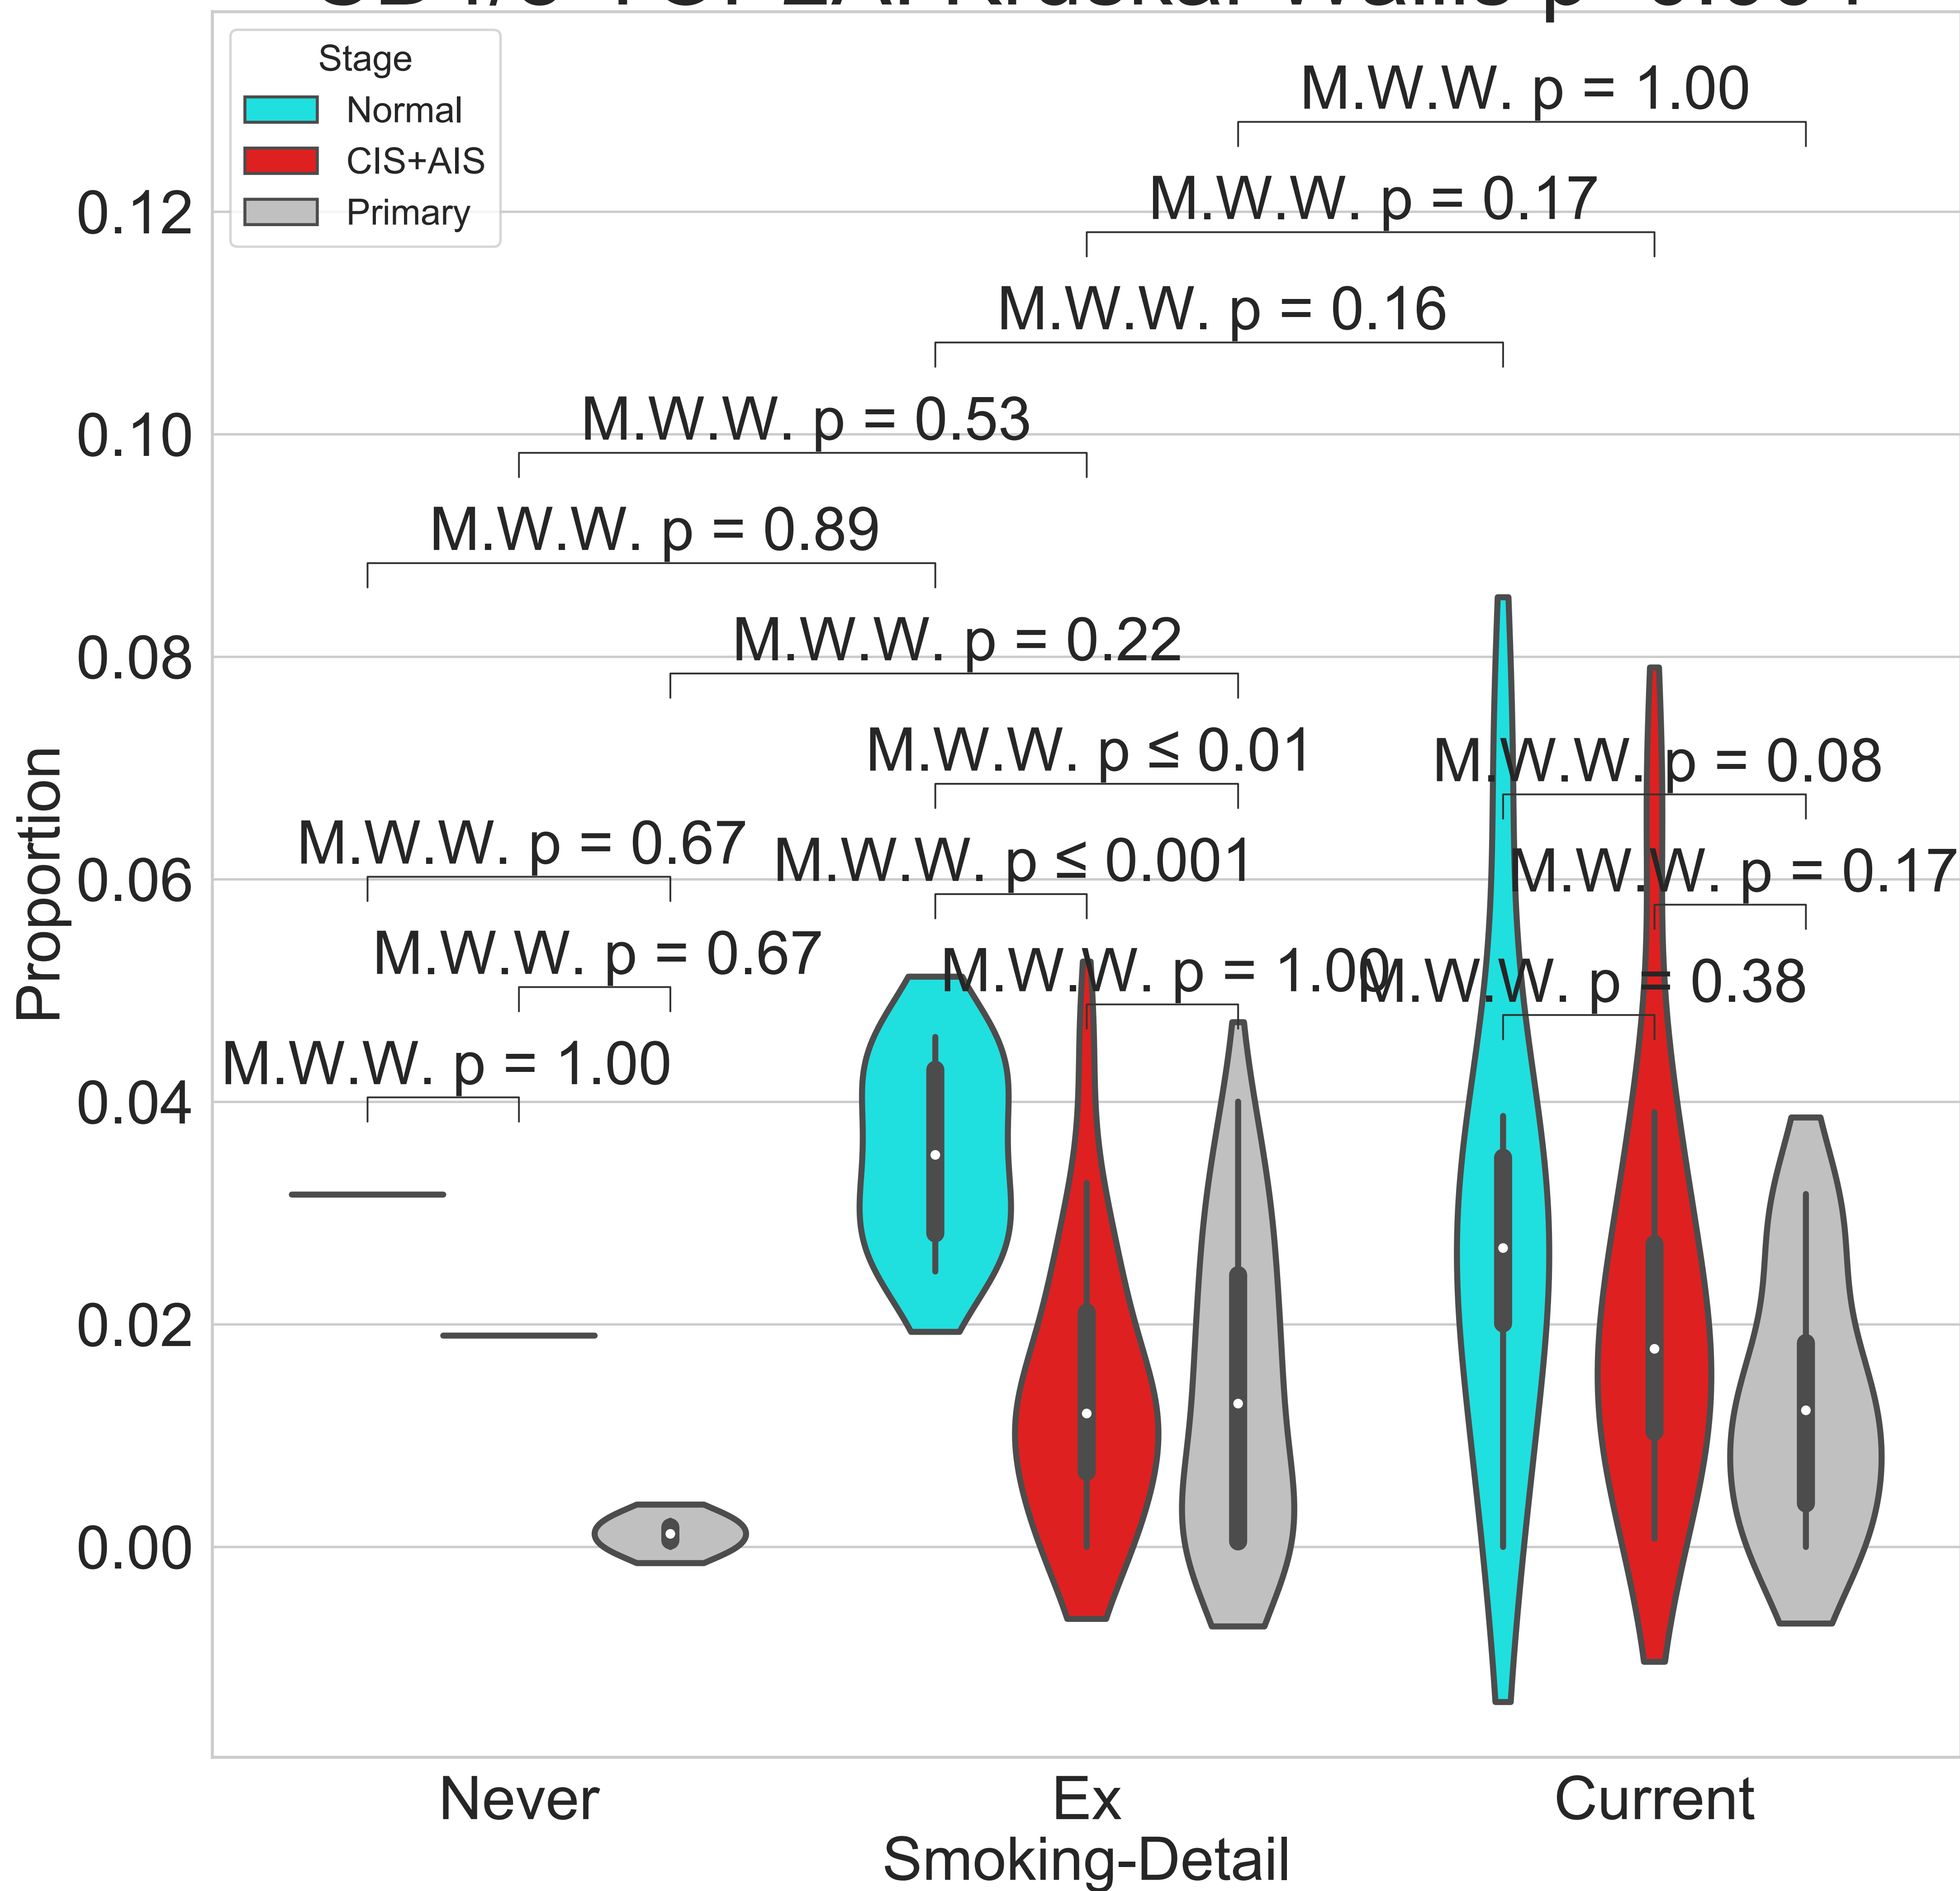 Stage
Normal
CIS+AIS
Primary
M.W.W. p = 1.00
M.W.W. p = 0.17
M.W.W. p = 0.16
M.W.W. p = 0.53
M.W.W. p = 0.89
M.W.W. p = 0.22
M.W.W. p ≤ 0.01
M.W.W. p = 0.08
M.W.W. p = 0.67
M.W.W. p ≤ 0.001
M.W.W. p = 0.17
M.W.W. p = 0.67
M.W.W. p = 1.00
M.W.W. p = 0.38
M.W.W. p = 1.00
0.12
0.10
0.08
0.06
0.04
0.02
0.00
Proportion
Never
Ex
Current
Smoking-Detail